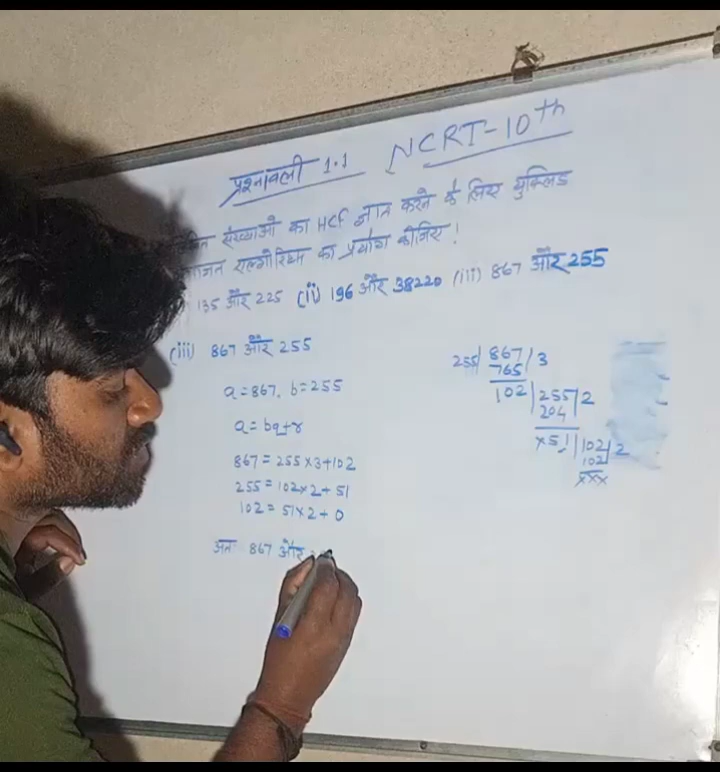 प्रश्नावली 1.1 NCRT-10th
संख्याओ का HCF ज्ञात करने के लिए युक्लिड
एल्गोरिथ्म का प्रयोग कीजिए !
135 और 225 (ii) 196 और 38220 (iii) 867 और 255
(iii) 867 और 255
a = 867, b = 255
a = bq + r
867 = 255 × 3 + 102
255 = 102 × 2 + 51
102 = 51 × 2 + 0
अतः 867 और
255 | 867 | 3
765
102 | 255 | 2
204
×51 | 102 | 2
102
×××